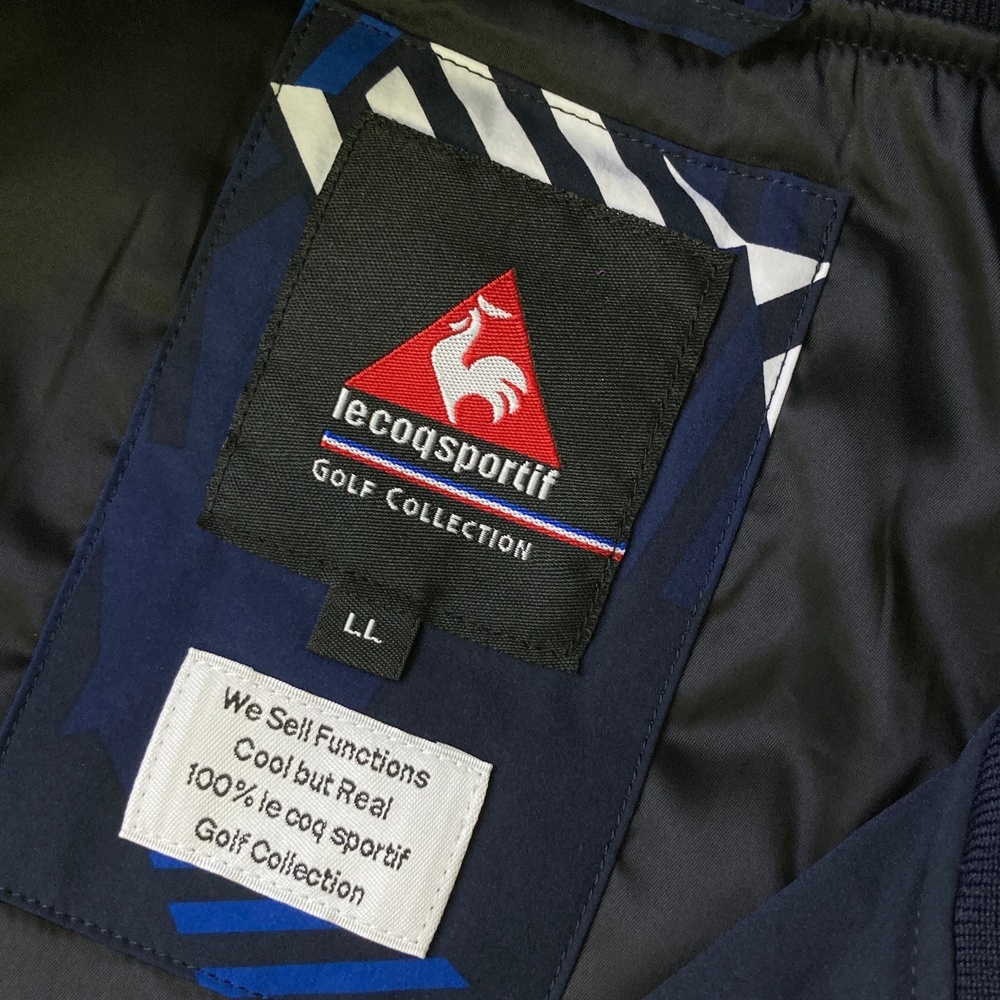 lecoqsportif
GOLF COLLECTION
LL
We Sell Functions
Cool but Real
100% le coq sportif
Golf Collection